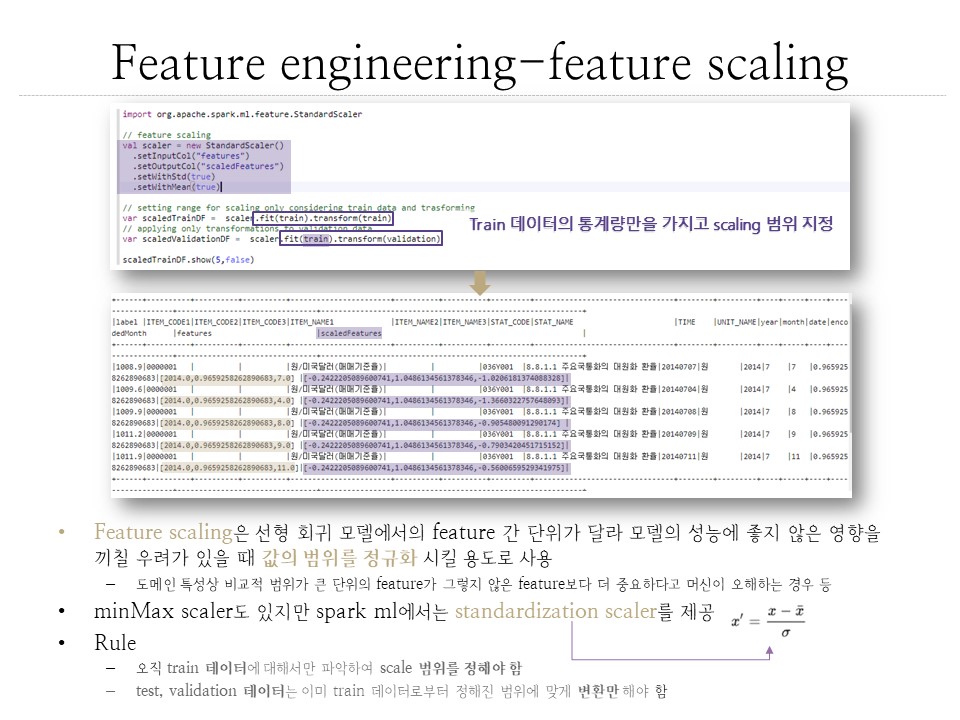 Feature engineering-feature scaling
import org.apache.spark.ml.feature.StandardScaler
// feature scaling
val scaler = new StandardScaler()
.setInputCol("features")
.setOutputCol("scaledFeatures")
.setWithStd(true)
.setWithMean(true)
// setting range for scaling only considering train data and trasforming
var scaledTrainDF = scaler.fit(train).transform(train)
// applying only transformations to validation data
var scaledValidationDF = scaler.fit(train).transform(validation)
scaledTrainDF.show(5,false)
Train 데이터의 통계량만을 가지고 scaling 범위 지정
|label |ITEM_CODE1|ITEM_CODE2|ITEM_CODE3|ITEM_NAME1 |ITEM_NAME2|ITEM_NAME3|STAT_CODE|STAT_NAME |TIME |UNIT_NAME|year|month|date|enco
dedMonth |features |scaledFeatures |
|1008.9|0000001 | | |원/미국달러(매매기준율)| | |036Y001 |8.8.1.1 주요국통화의 대원화 환율|20140707|원 |2014|7 |7 |0.965925
8262890683|[2014.0,0.9659258262890683,7.0] |[-0.2422205089600741,1.0486134561378346,-1.0206181374088328]|
|1009.6|0000001 | | |원/미국달러(매매기준율)| | |036Y001 |8.8.1.1 주요국통화의 대원화 환율|20140704|원 |2014|7 |4 |0.965925
8262890683|[2014.0,0.9659258262890683,4.0] |[-0.2422205089600741,1.0486134561378346,-1.3660322757648093]|
|1009.9|0000001 | | |원/미국달러(매매기준율)| | |036Y001 |8.8.1.1 주요국통화의 대원화 환율|20140708|원 |2014|7 |8 |0.965925
8262890683|[2014.0,0.9659258262890683,8.0] |[-0.2422205089600741,1.0486134561378346,-0.905480091290174] |
|1011.2|0000001 | | |원/미국달러(매매기준율)| | |036Y001 |8.8.1.1 주요국통화의 대원화 환율|20140709|원 |2014|7 |9 |0.965925
8262890683|[2014.0,0.9659258262890683,9.0] |[-0.2422205089600741,1.0486134561378346,-0.7903420451715152]|
|1011.9|0000001 | | |원/미국달러(매매기준율)| | |036Y001 |8.8.1.1 주요국통화의 대원화 환율|20140711|원 |2014|7 |11 |0.965925
8262890683|[2014.0,0.9659258262890683,11.0]|[-0.2422205089600741,1.0486134561378346,-0.5600659529341975]|
• Feature scaling은 선형 회귀 모델에서의 feature 간 단위가 달라 모델의 성능에 좋지 않은 영향을
끼칠 우려가 있을 때 값의 범위를 정규화 시킬 용도로 사용
– 도메인 특성상 비교적 범위가 큰 단위의 feature가 그렇지 않은 feature보다 더 중요하다고 머신이 오해하는 경우 등
• minMax scaler도 있지만 spark ml에서는 standardization scaler를 제공
x′ = (x − x̄) / σ
• Rule
– 오직 train 데이터에 대해서만 파악하여 scale 범위를 정해야 함
– test, validation 데이터는 이미 train 데이터로부터 정해진 범위에 맞게 변환만 해야 함